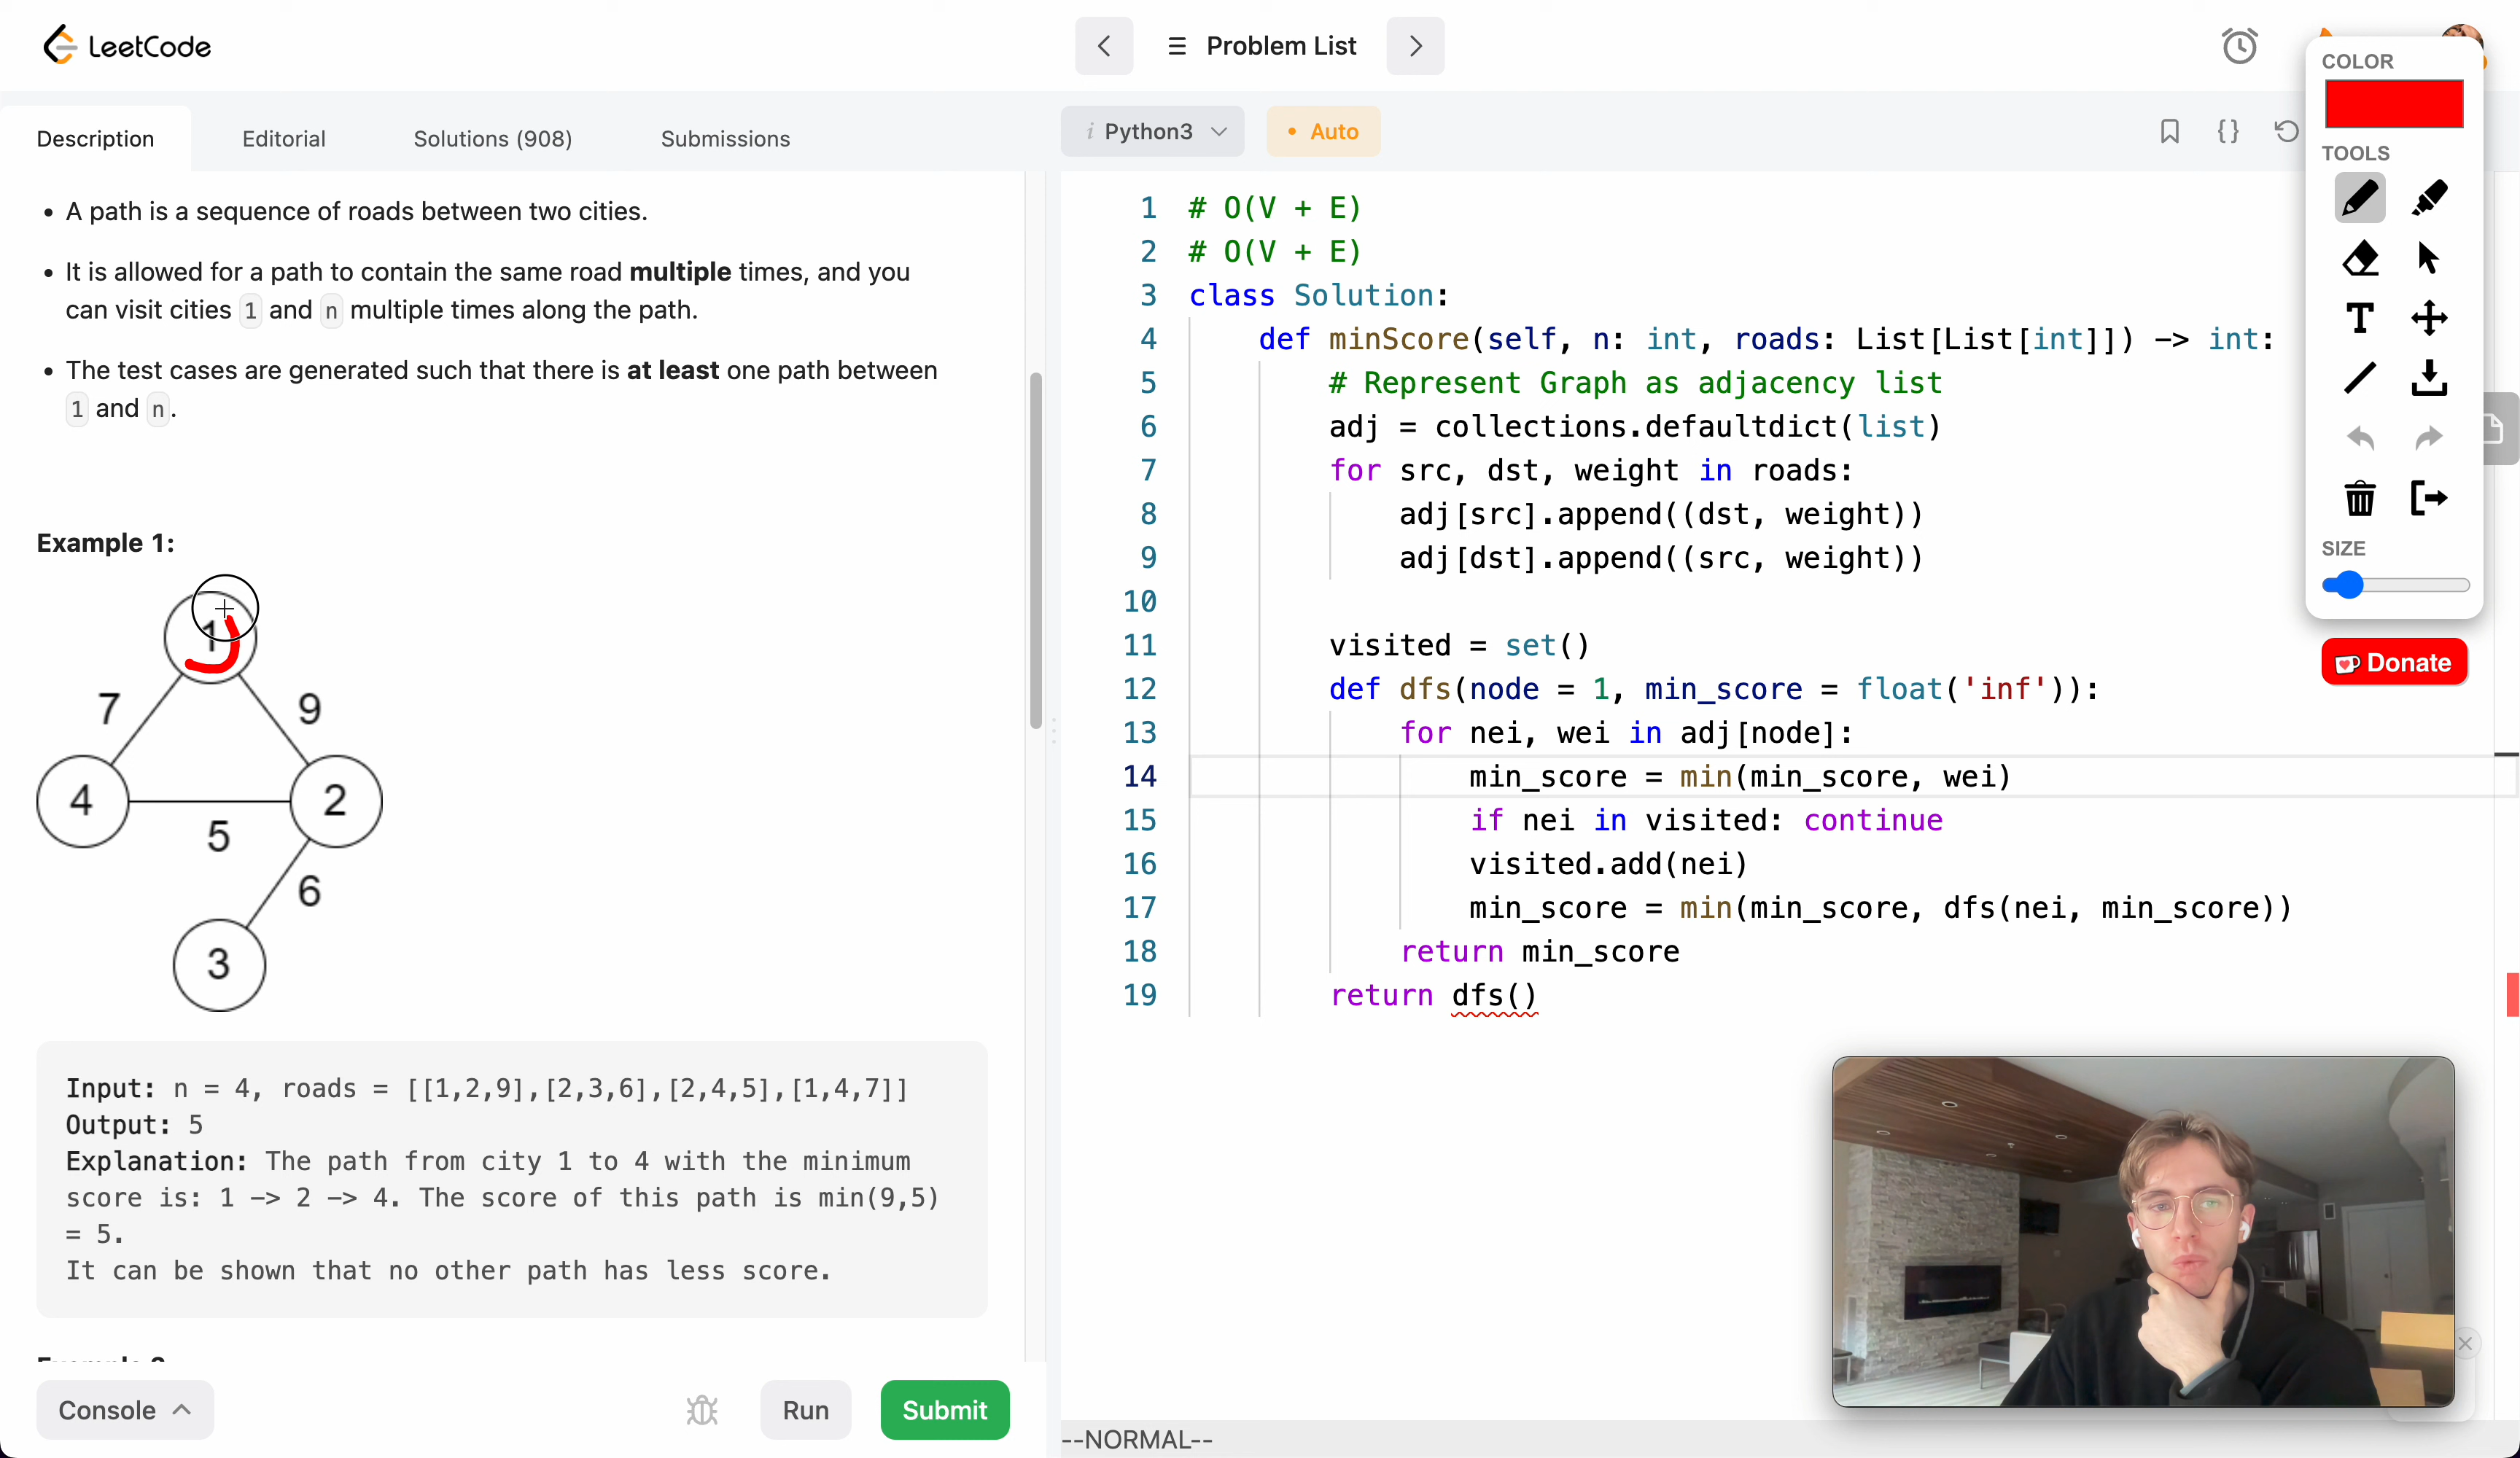 LeetCode
Problem List
Description
Editorial
Solutions (908)
Submissions
• A path is a sequence of roads between two cities.
• It is allowed for a path to contain the same road multiple times, and you
can visit cities 1 and n multiple times along the path.
• The test cases are generated such that there is at least one path between
1 and n.
Example 1:
1
7
9
4
2
5
6
3
Input: n = 4, roads = [[1,2,9],[2,3,6],[2,4,5],[1,4,7]]
Output: 5
Explanation: The path from city 1 to 4 with the minimum
score is: 1 -> 2 -> 4. The score of this path is min(9,5)
= 5.
It can be shown that no other path has less score.
Console
Run
Submit
i Python3
• Auto
{}
1 # O(V + E)
2 # O(V + E)
3 class Solution:
4 def minScore(self, n: int, roads: List[List[int]]) -> int:
5 # Represent Graph as adjacency list
6 adj = collections.defaultdict(list)
7 for src, dst, weight in roads:
8 adj[src].append((dst, weight))
9 adj[dst].append((src, weight))
10
11 visited = set()
12 def dfs(node = 1, min_score = float('inf')):
13 for nei, wei in adj[node]:
14 min_score = min(min_score, wei)
15 if nei in visited: continue
16 visited.add(nei)
17 min_score = min(min_score, dfs(nei, min_score))
18 return min_score
19 return dfs()
--NORMAL--
COLOR
TOOLS
T
SIZE
Donate